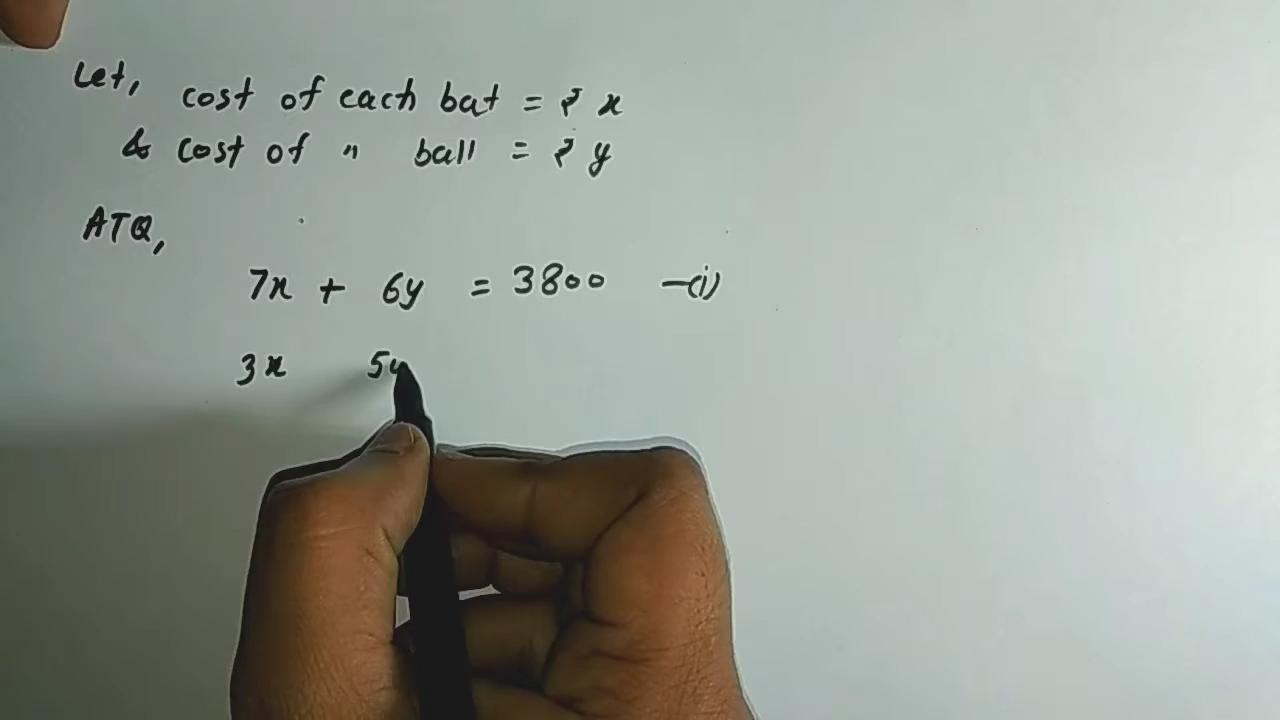 Let, cost of each bat = ₹ x
& cost of " ball = ₹ y
ATQ,
7x + 6y = 3800 —(i)
3x 5y